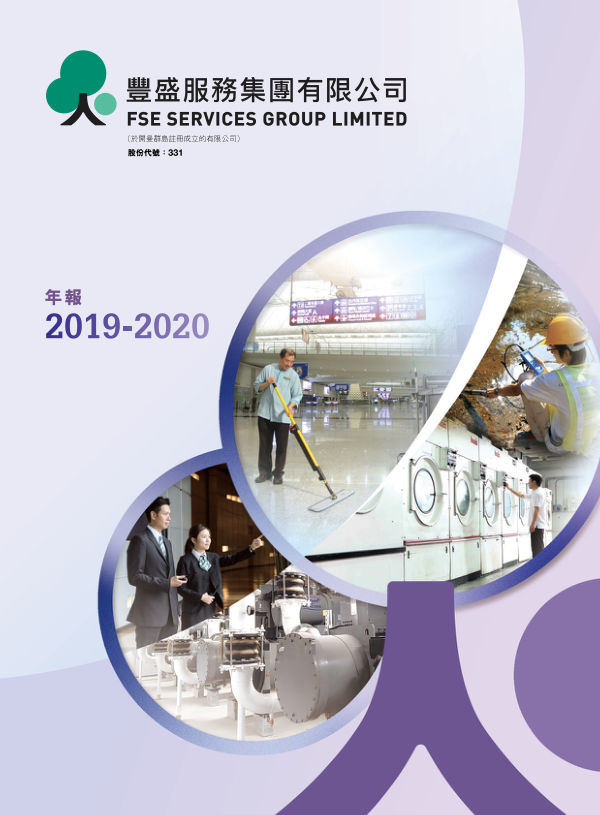 豐盛服務集團有限公司
FSE SERVICES GROUP LIMITED
(於開曼群島註冊成立的有限公司)
股份代號：331
年報
2019-2020